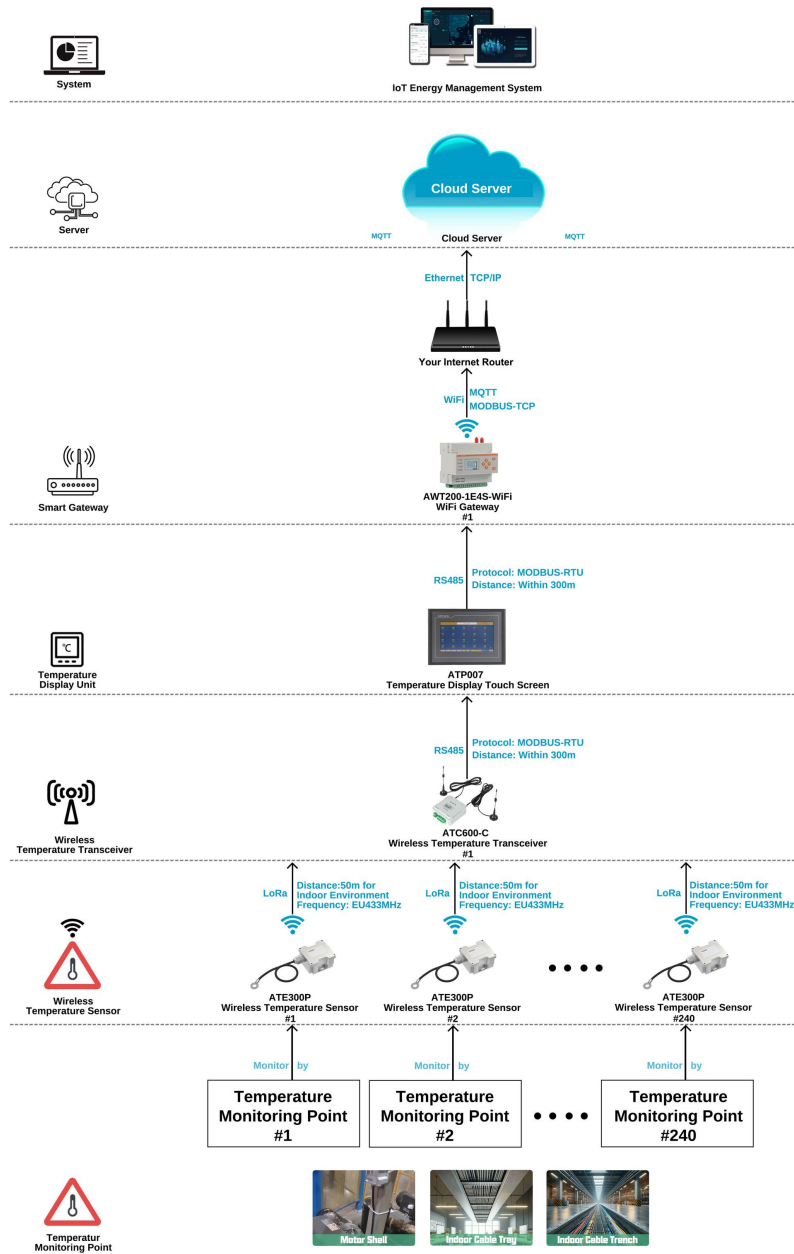 System
IoT Energy Management System
Cloud Server
Server
MQTT
Cloud Server
MQTT
Ethernet TCP/IP
Your Internet Router
WiFi
MQTT
MODBUS-TCP
Smart Gateway
AWT200-1E4S-WiFi
WiFi Gateway
#1
RS485
Protocol: MODBUS-RTU
Distance: Within 300m
°C
Temperature
Display Unit
ATP007
Temperature Display Touch Screen
RS485
Protocol: MODBUS-RTU
Distance: Within 300m
Wireless
Temperature Transceiver
ATC600-C
Wireless Temperature Transceiver
#1
LoRa
Distance:50m for
Indoor Environment
Frequency: EU433MHz
LoRa
Distance:50m for
Indoor Environment
Frequency: EU433MHz
LoRa
Distance:50m for
Indoor Environment
Frequency: EU433MHz
Wireless
Temperature Sensor
ATE300P
Wireless Temperature Sensor
#1
ATE300P
Wireless Temperature Sensor
#2
ATE300P
Wireless Temperature Sensor
#240
Monitor by
Monitor by
Monitor by
Temperature
Monitoring Point
#1
Temperature
Monitoring Point
#2
Temperature
Monitoring Point
#240
Temperatur
Monitoring Point
Motor Shell
Indoor Cable Tray
Indoor Cable Trench